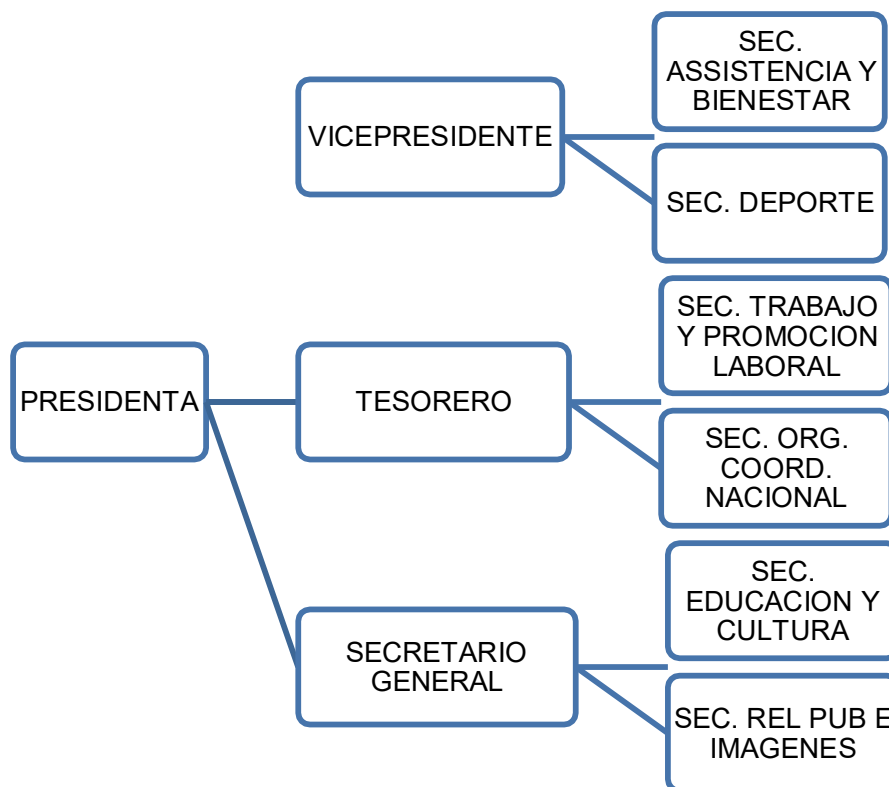 SEC.
ASSISTENCIA Y
BIENESTAR
VICEPRESIDENTE
SEC. DEPORTE
SEC. TRABAJO
Y PROMOCION
LABORAL
PRESIDENTA
TESORERO
SEC. ORG.
COORD.
NACIONAL
SEC.
EDUCACION Y
CULTURA
SECRETARIO
GENERAL
SEC. REL PUB E
IMAGENES